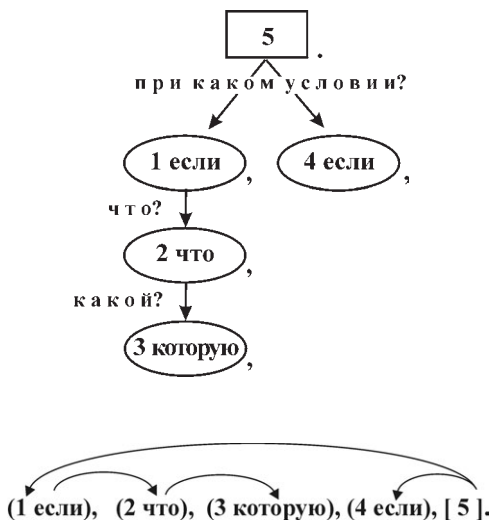 5 .
при каком условии?
1 если , 4 если ,
что?
2 что ,
какой?
3 которую ,
(1 если), (2 что), (3 которую), (4 если), [ 5 ].